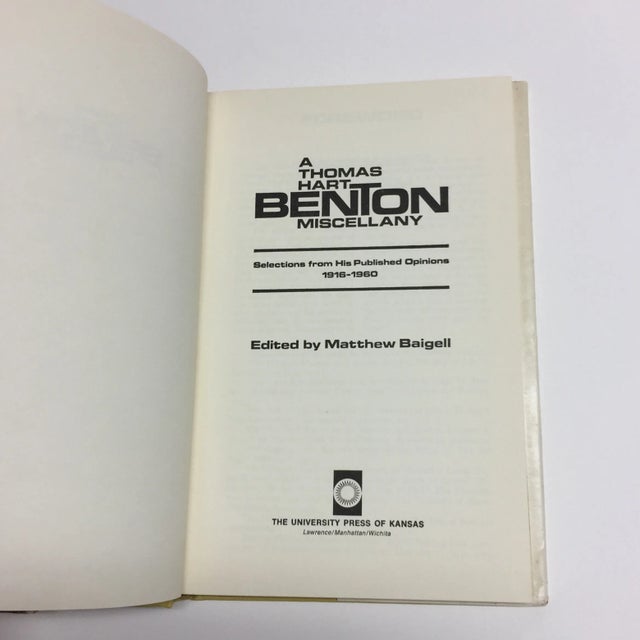 A
THOMAS
HART
BENTON
MISCELLANY
Selections from His Published Opinions
1916-1960
Edited by Matthew Baigell
THE UNIVERSITY PRESS OF KANSAS
Lawrence/Manhattan/Wichita